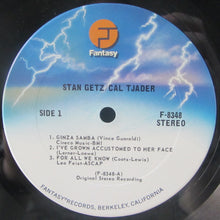 Fantasy
STAN GETZ CAL TJADER
SIDE 1
F-8348
STEREO
1. GINZA SAMBA (Vince Guaraldi)
Cireco Music-BMI
2. I'VE GROWN ACCUSTOMED TO HER FACE
(Lerner-Loewe)
3. FOR ALL WE KNOW (Coots-Lewis)
Leo Feist-ASCAP
(F-8348-A)
Original Stereo Recording
FANTASY RECORDS, BERKELEY, CALIFORNIA